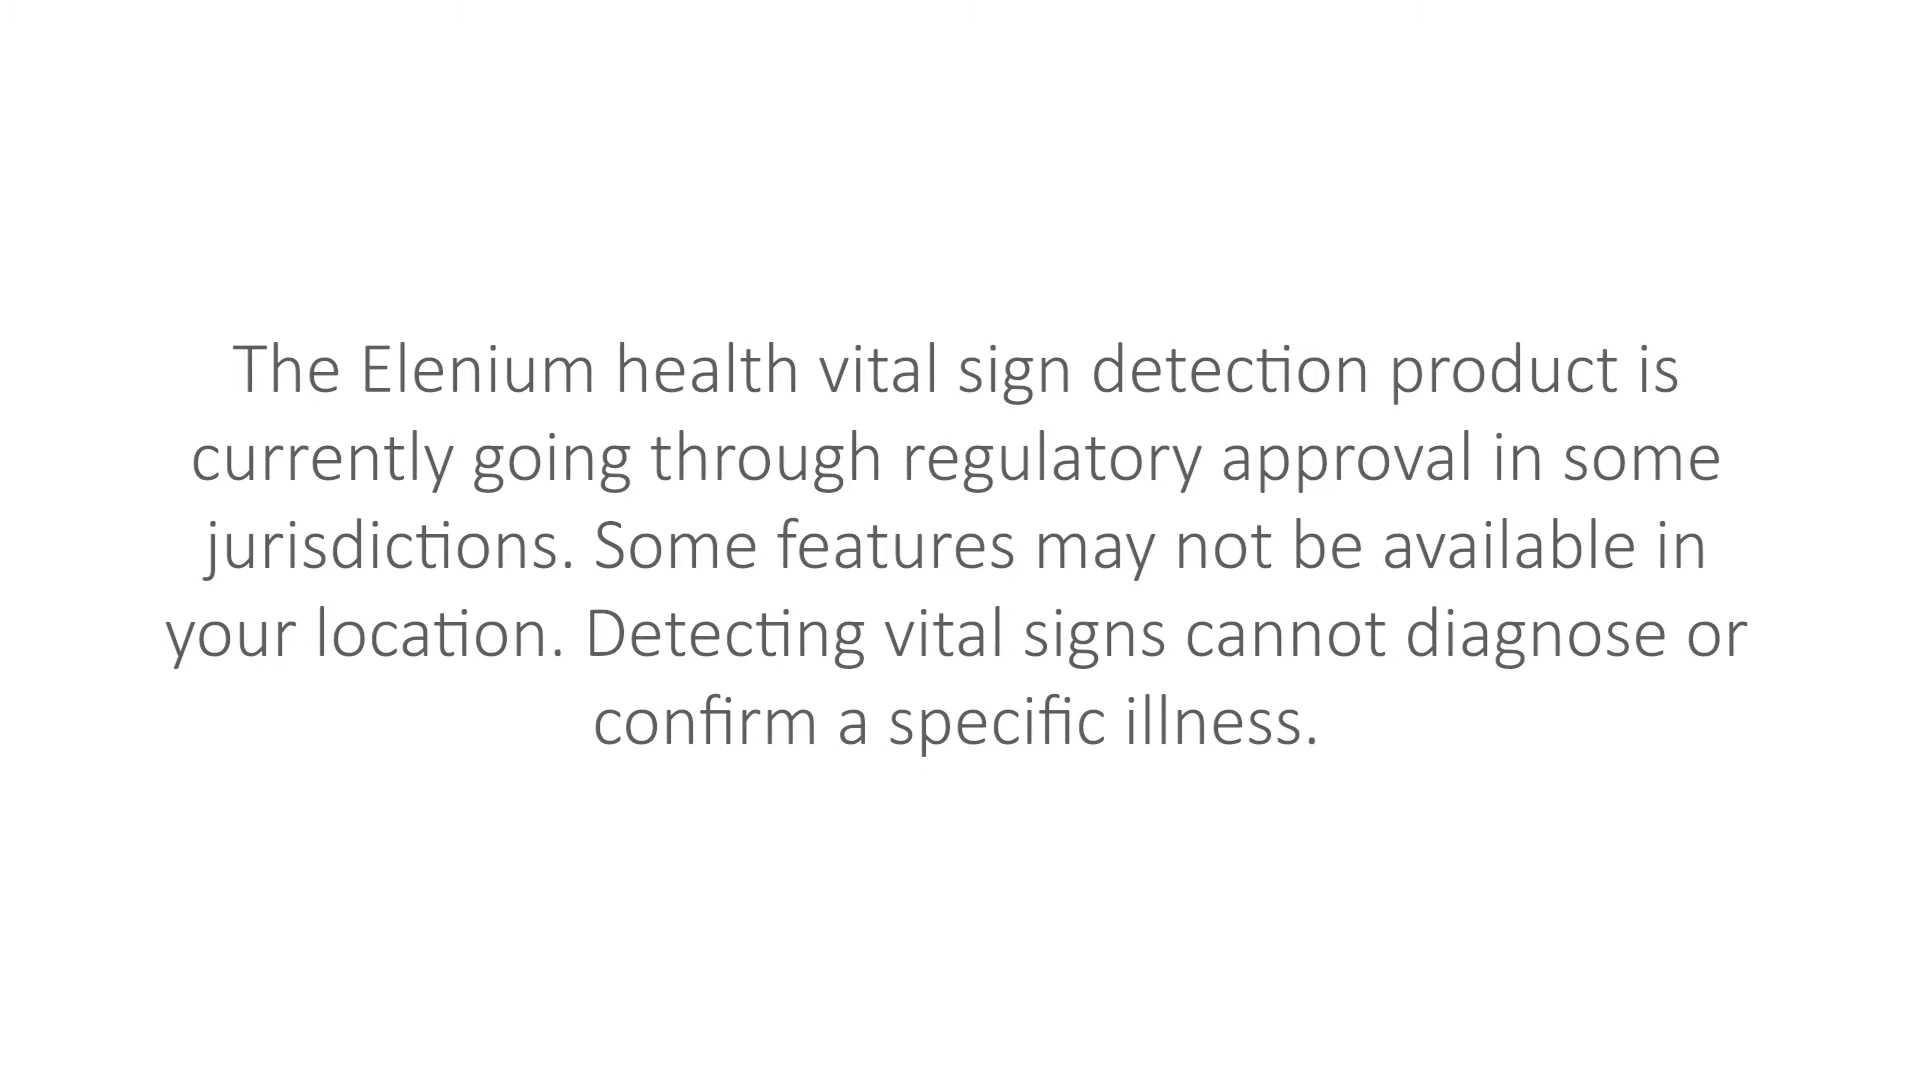 The Elenium health vital sign detection product is
currently going through regulatory approval in some
jurisdictions. Some features may not be available in
your location. Detecting vital signs cannot diagnose or
confirm a specific illness.